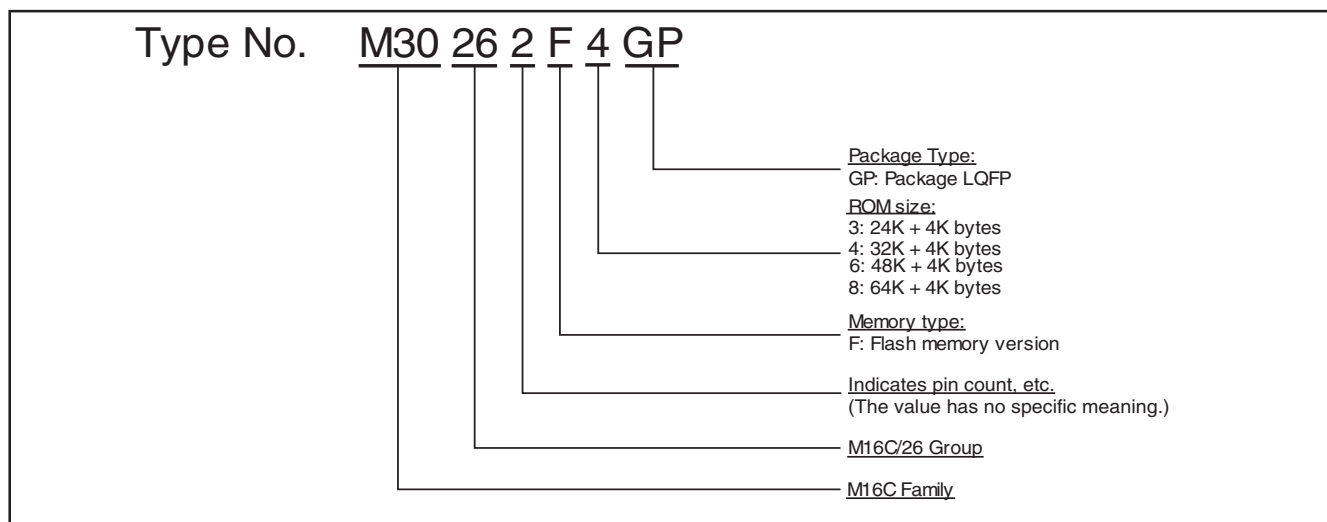 Type No. M30 26 2 F 4 GP
Package Type:
GP: Package LQFP
ROM size:
3: 24K + 4K bytes
4: 32K + 4K bytes
6: 48K + 4K bytes
8: 64K + 4K bytes
Memory type:
F: Flash memory version
Indicates pin count, etc.
(The value has no specific meaning.)
M16C/26 Group
M16C Family